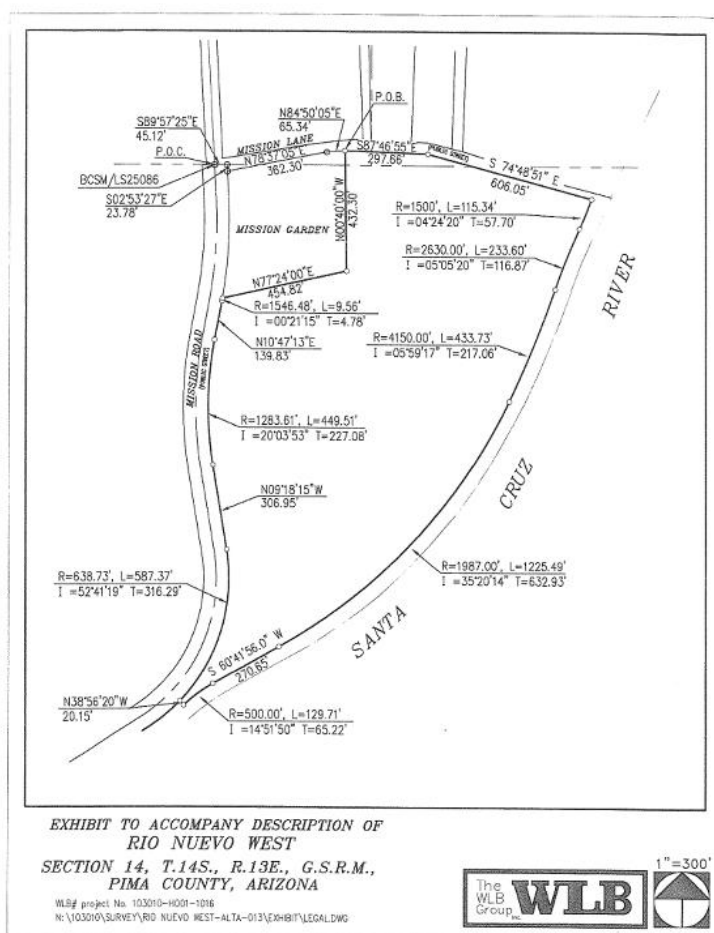 P.O.B.
N84°50'05"E
65.34'
S89°57'25"E
45.12'
P.O.C.
MISSION LANE
S87°46'55"E
297.66'
(PUBLIC STREET)
S 74°48'51" E
606.05'
N78°37'05"E
362.30'
BCSM/LS25086
S02°53'27"E
23.78'
N00°40'00"W
432.30'
MISSION GARDEN
R=1500', L=115.34'
I =04°24'20" T=57.70'
R=2630.00', L=233.60'
I =05°05'20" T=116.87'
RIVER
N77°24'00"E
454.82'
R=1546.48', L=9.56'
I =00°21'15" T=4.78'
R=4150.00', L=433.73'
I =05°59'17" T=217.06'
N10°47'13"E
139.83'
MISSION ROAD
(PUBLIC STREET)
R=1283.61', L=449.51'
I =20°03'53" T=227.08'
CRUZ
N09°18'15"W
306.95'
R=638.73', L=587.37'
I =52°41'19" T=316.29'
R=1987.00', L=1225.49'
I =35°20'14" T=632.93'
SANTA
S 60°41'56.0" W
270.65'
N38°56'20"W
20.15'
R=500.00', L=129.71'
I =14°51'50" T=65.22'
EXHIBIT TO ACCOMPANY DESCRIPTION OF
RIO NUEVO WEST
SECTION 14, T.14S., R.13E., G.S.R.M.,
PIMA COUNTY, ARIZONA
WLB# project No. 103010-H001-1016
N:\103010\SURVEY\RIO NUEVO WEST-ALTA-013\EXHIBIT\LEGAL.DWG
The
WLB
Group Inc.
WLB
1"=300'